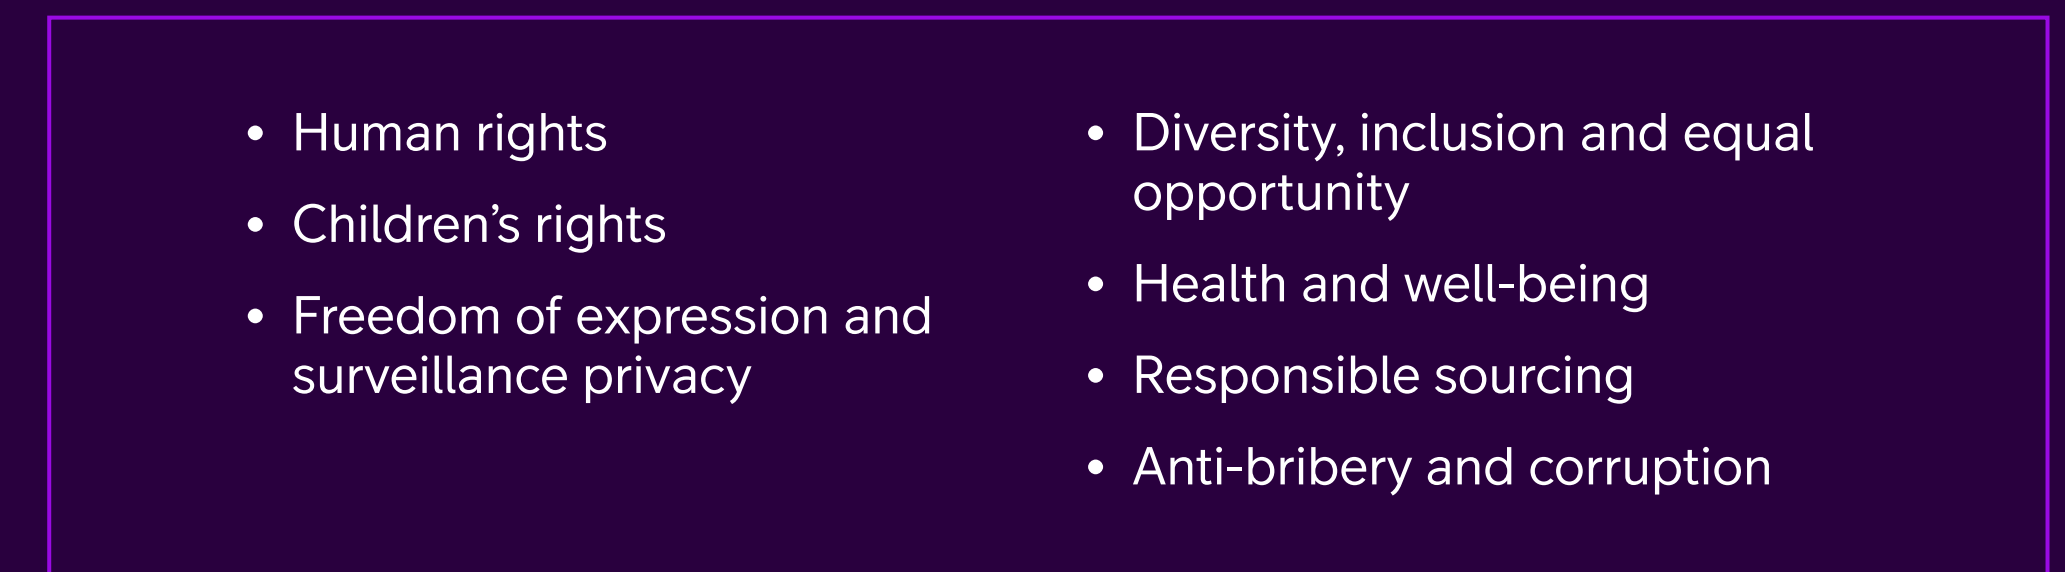 • Human rights
• Children’s rights
• Freedom of expression and
surveillance privacy
• Diversity, inclusion and equal
opportunity
• Health and well-being
• Responsible sourcing
• Anti-bribery and corruption